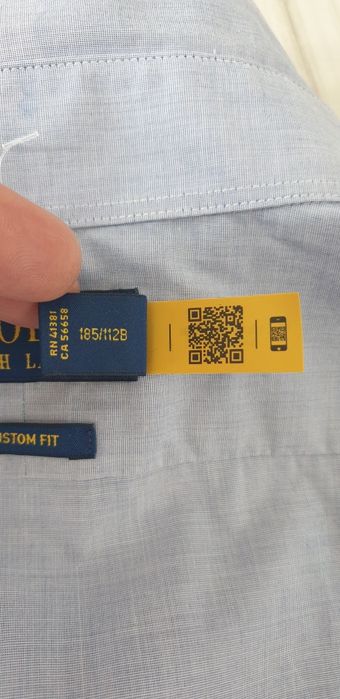 RN 41381
CA 56658
185/112B
H L
USTOM FIT